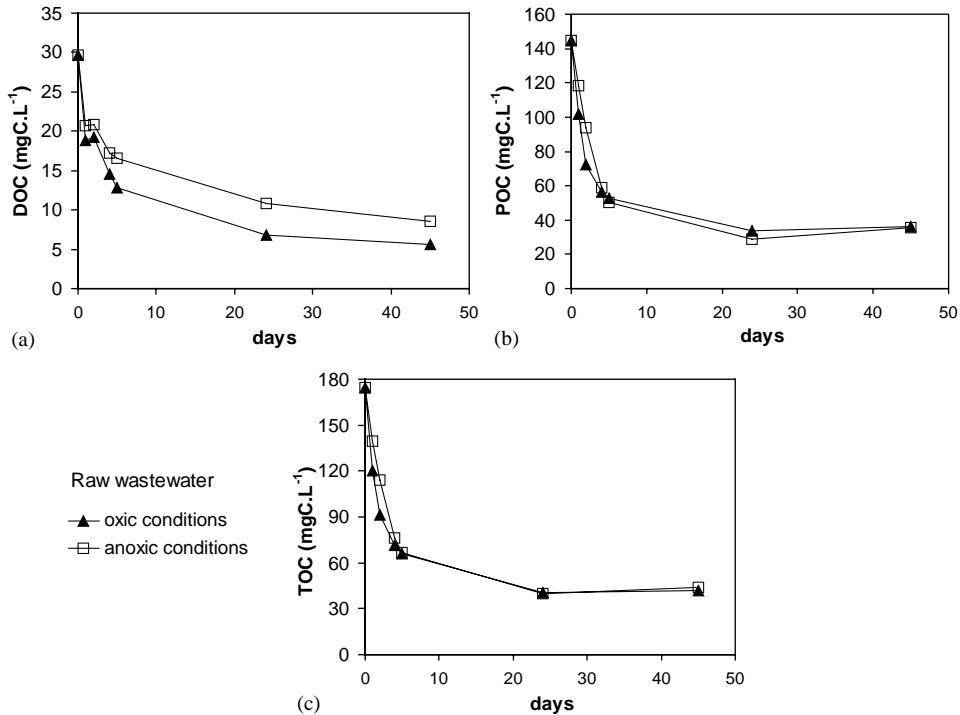 35
30
25
20
15
10
5
0
DOC (mgC.L-1)
0 10 20 30 40 50
days
(a)
160
140
120
100
80
60
40
20
0
POC (mgC.L-1)
0 10 20 30 40 50
days
(b)
Raw wastewater
oxic conditions
anoxic conditions
180
150
120
90
60
30
0
TOC (mgC.L-1)
0 10 20 30 40 50
days
(c)